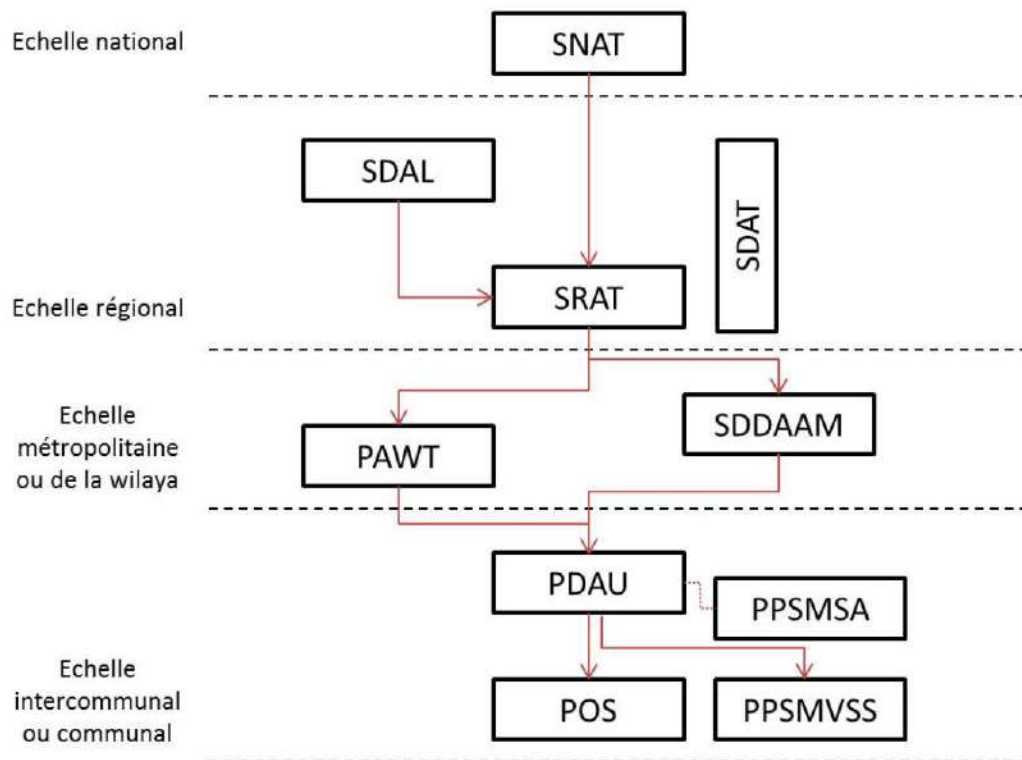 Echelle national
SNAT
SDAL
SDAT
SRAT
Echelle régional
Echelle
métropolitaine
ou de la wilaya
PAWT
SDDAAM
PDAU
PPSMSA
Echelle
intercommunal
ou communal
POS
PPSMVSS